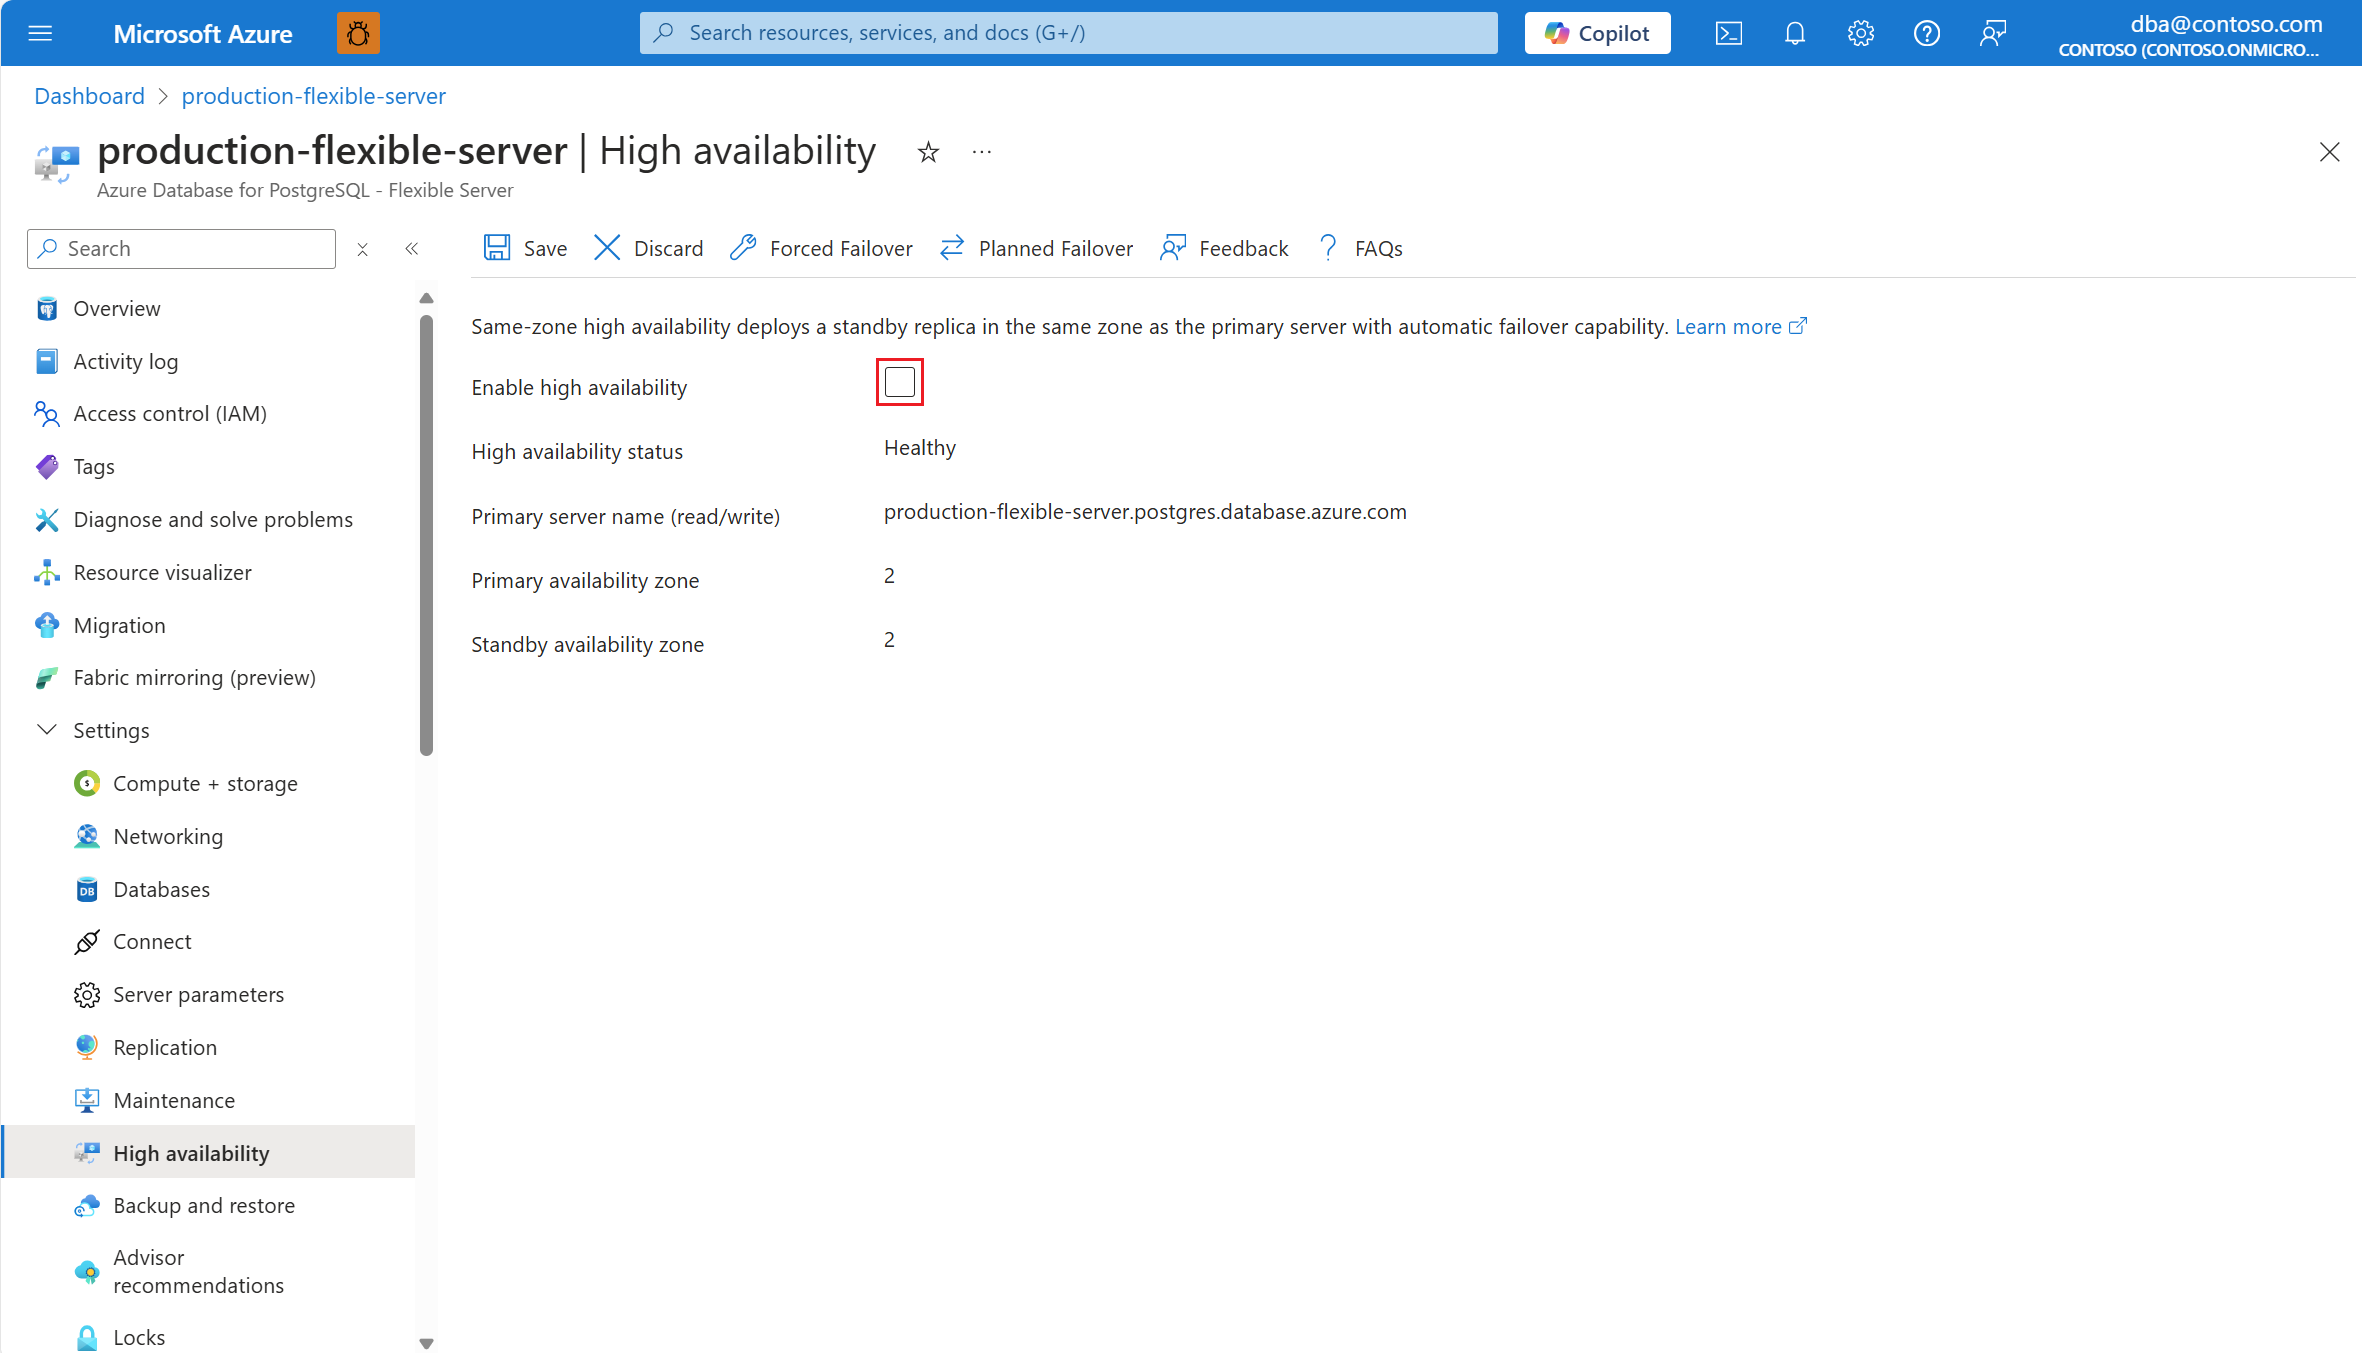 Microsoft Azure
Search resources, services, and docs (G+/)
Copilot
dba@contoso.com
CONTOSO (CONTOSO.ONMICRO...
Dashboard > production-flexible-server
production-flexible-server | High availability
Azure Database for PostgreSQL - Flexible Server
Search
Save Discard Forced Failover Planned Failover Feedback FAQs
Overview
Activity log
Access control (IAM)
Tags
Diagnose and solve problems
Resource visualizer
Migration
Fabric mirroring (preview)
Settings
Compute + storage
Networking
Databases
Connect
Server parameters
Replication
Maintenance
High availability
Backup and restore
Advisor
recommendations
Locks
Same-zone high availability deploys a standby replica in the same zone as the primary server with automatic failover capability. Learn more
Enable high availability
High availability status Healthy
Primary server name (read/write) production-flexible-server.postgres.database.azure.com
Primary availability zone 2
Standby availability zone 2